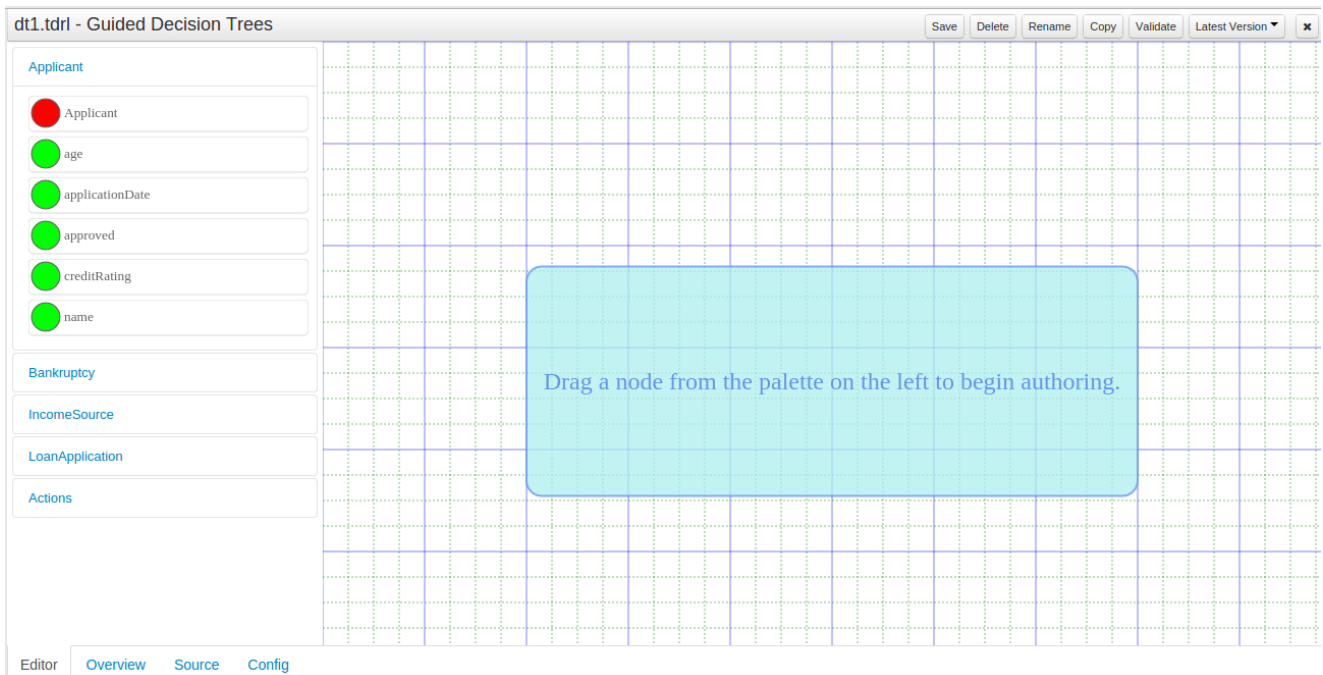 dt1.tdrl - Guided Decision Trees
Save Delete Rename Copy Validate Latest Version
Applicant
Applicant
age
applicationDate
approved
creditRating
name
Bankruptcy
IncomeSource
LoanApplication
Actions
Drag a node from the palette on the left to begin authoring.
Editor Overview Source Config